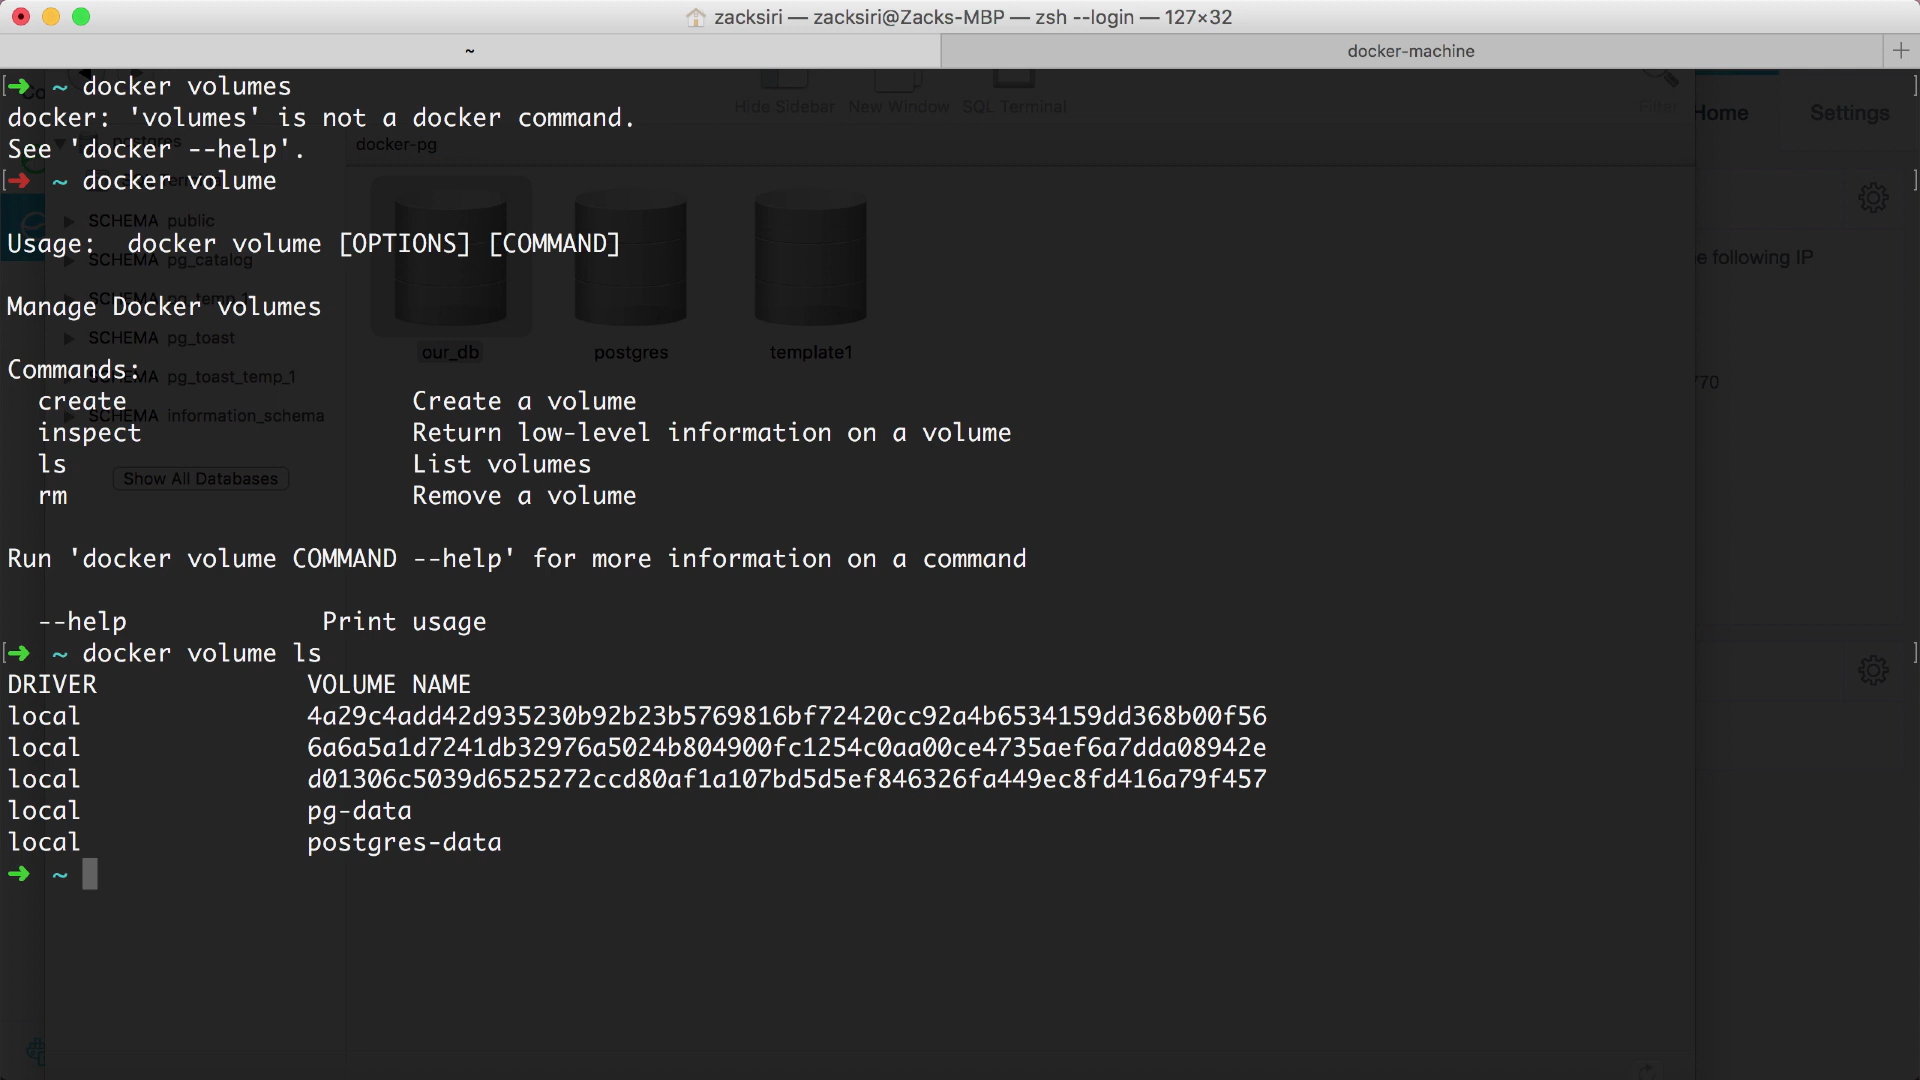 zacksiri — zacksiri@Zacks-MBP — zsh --login — 127×32
~
docker-machine
➜ ~ docker volumes
docker: 'volumes' is not a docker command.
See 'docker --help'.
➜ ~ docker volume
Usage: docker volume [OPTIONS] [COMMAND]
Manage Docker volumes
Commands:
create Create a volume
inspect Return low-level information on a volume
ls List volumes
rm Remove a volume
Run 'docker volume COMMAND --help' for more information on a command
--help Print usage
➜ ~ docker volume ls
DRIVER VOLUME NAME
local 4a29c4add42d935230b92b23b5769816bf72420cc92a4b6534159dd368b00f56
local 6a6a5a1d7241db32976a5024b804900fc1254c0aa00ce4735aef6a7dda08942e
local d01306c5039d6525272ccd80af1a107bd5d5ef846326fa449ec8fd416a79f457
local pg-data
local postgres-data
➜ ~
Hide Sidebar New Window SQL Terminal
Filter
Home Settings
docker-pg
SCHEMA public
SCHEMA pg_catalog
SCHEMA pg_temp_1
SCHEMA pg_toast
SCHEMA pg_toast_temp_1
SCHEMA information_schema
Show All Databases
our_db postgres template1
following IP